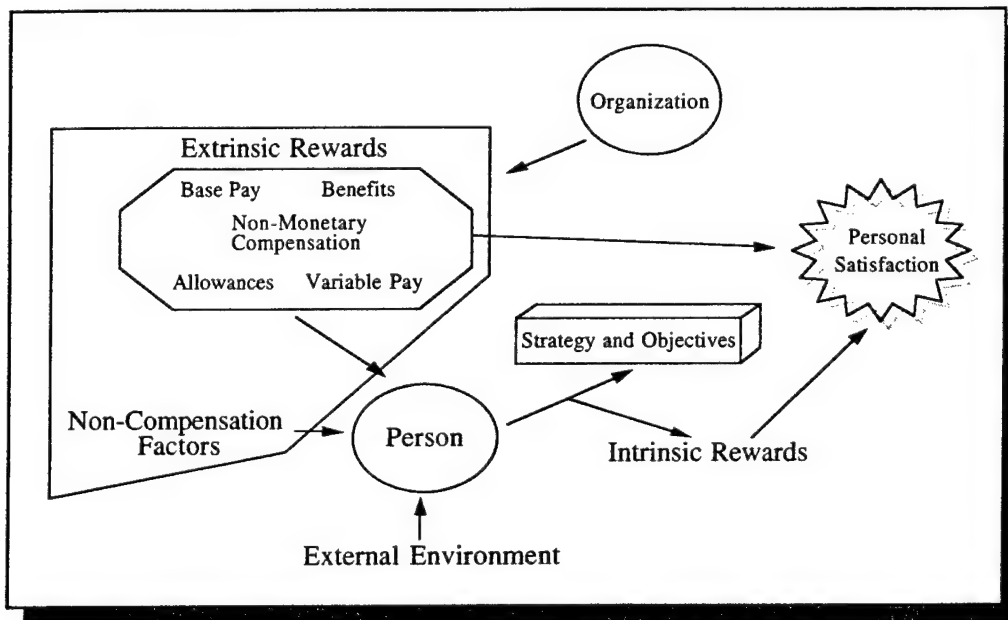 Organization
Extrinsic Rewards
Base Pay Benefits
Non-Monetary
Compensation
Allowances Variable Pay
Personal
Satisfaction
Strategy and Objectives
Non-Compensation
Factors
Person
Intrinsic Rewards
External Environment